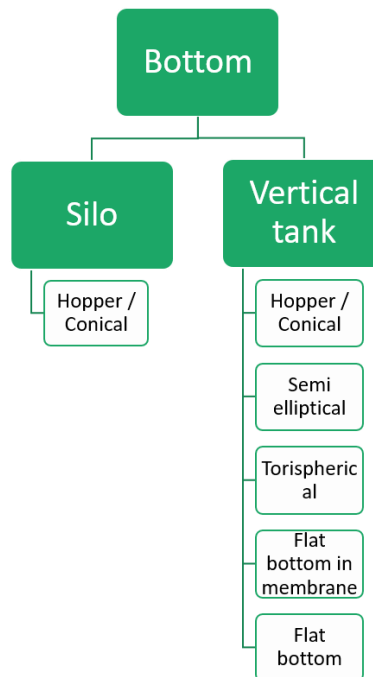 Bottom
Silo
Hopper /
Conical
Vertical
tank
Hopper /
Conical
Semi
elliptical
Torispheric
al
Flat
bottom in
membrane
Flat
bottom